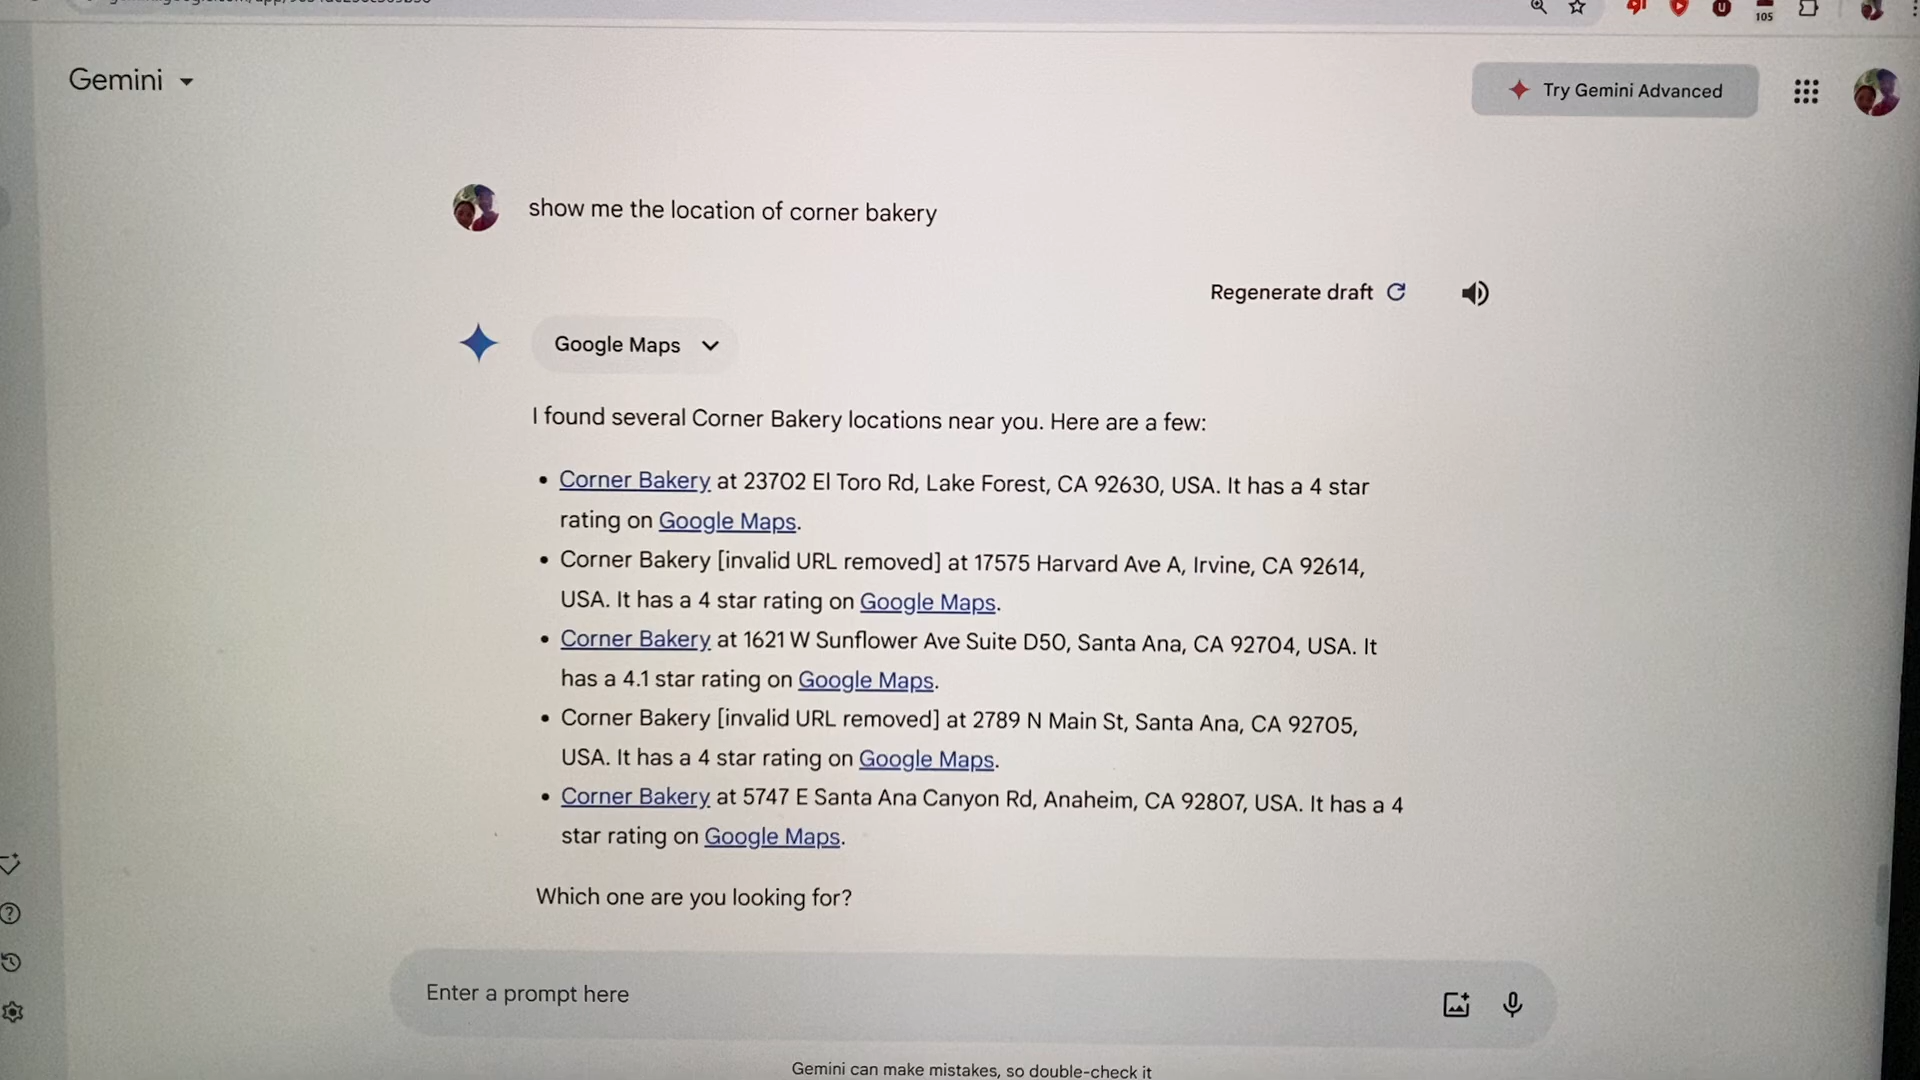 Gemini
Try Gemini Advanced
105
show me the location of corner bakery
Regenerate draft
Google Maps
I found several Corner Bakery locations near you. Here are a few:
• Corner Bakery at 23702 El Toro Rd, Lake Forest, CA 92630, USA. It has a 4 star
rating on Google Maps.
• Corner Bakery [invalid URL removed] at 17575 Harvard Ave A, Irvine, CA 92614,
USA. It has a 4 star rating on Google Maps.
• Corner Bakery at 1621 W Sunflower Ave Suite D50, Santa Ana, CA 92704, USA. It
has a 4.1 star rating on Google Maps.
• Corner Bakery [invalid URL removed] at 2789 N Main St, Santa Ana, CA 92705,
USA. It has a 4 star rating on Google Maps.
• Corner Bakery at 5747 E Santa Ana Canyon Rd, Anaheim, CA 92807, USA. It has a 4
star rating on Google Maps.
Which one are you looking for?
Enter a prompt here
Gemini can make mistakes, so double-check it